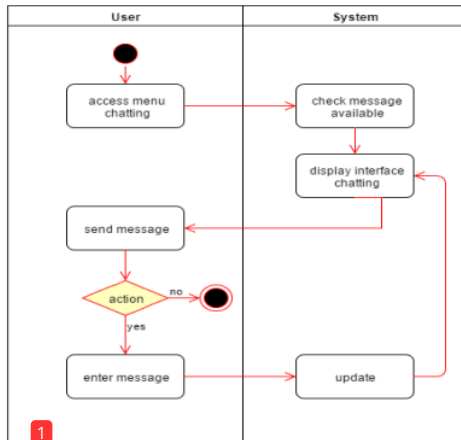 User
System
access menu
chatting
check message
available
display interface
chatting
send message
action
no
yes
enter message
update
1